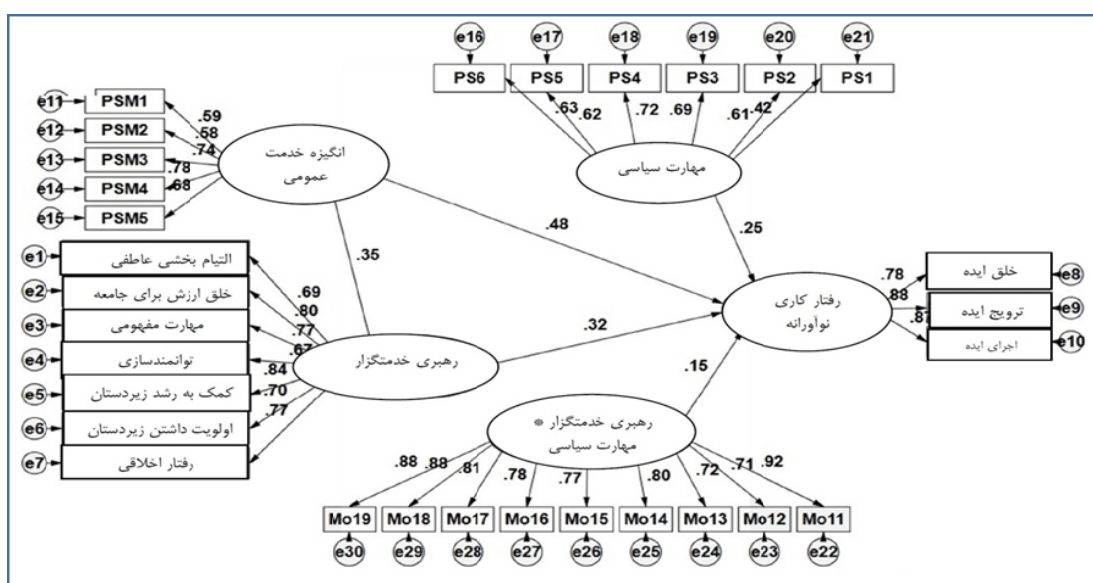 e16 e17 e18 e19 e20 e21
PS6 PS5 PS4 PS3 PS2 PS1
.63 .62 .72 .69 .61 .42
مهارت سیاسی
e11 PSM1
e12 PSM2
e13 PSM3
e14 PSM4
e15 PSM5
.59
.58
.74
.78
.68
انگیزه خدمت
عمومی
.48
.25
.35
e1 التیام بخشی عاطفی
e2 خلق ارزش برای جامعه
e3 مهارت مفهومی
e4 توانمندسازی
e5 کمک به رشد زیردستان
e6 اولویت داشتن زیردستان
e7 رفتار اخلاقی
.69
.80
.77
.67
.84
.70
.77
رهبری خدمتگزار
.32
رفتار کاری
نوآورانه
.78
.88
.87
خلق ایده e8
ترویج ایده e9
اجرای ایده e10
.15
رهبری خدمتگزار *
مهارت سیاسی
.88 .88 .81 .78 .77 .80 .72 .71 .92
Mo19 Mo18 Mo17 Mo16 Mo15 Mo14 Mo13 Mo12 Mo11
e30 e29 e28 e27 e26 e25 e24 e23 e22